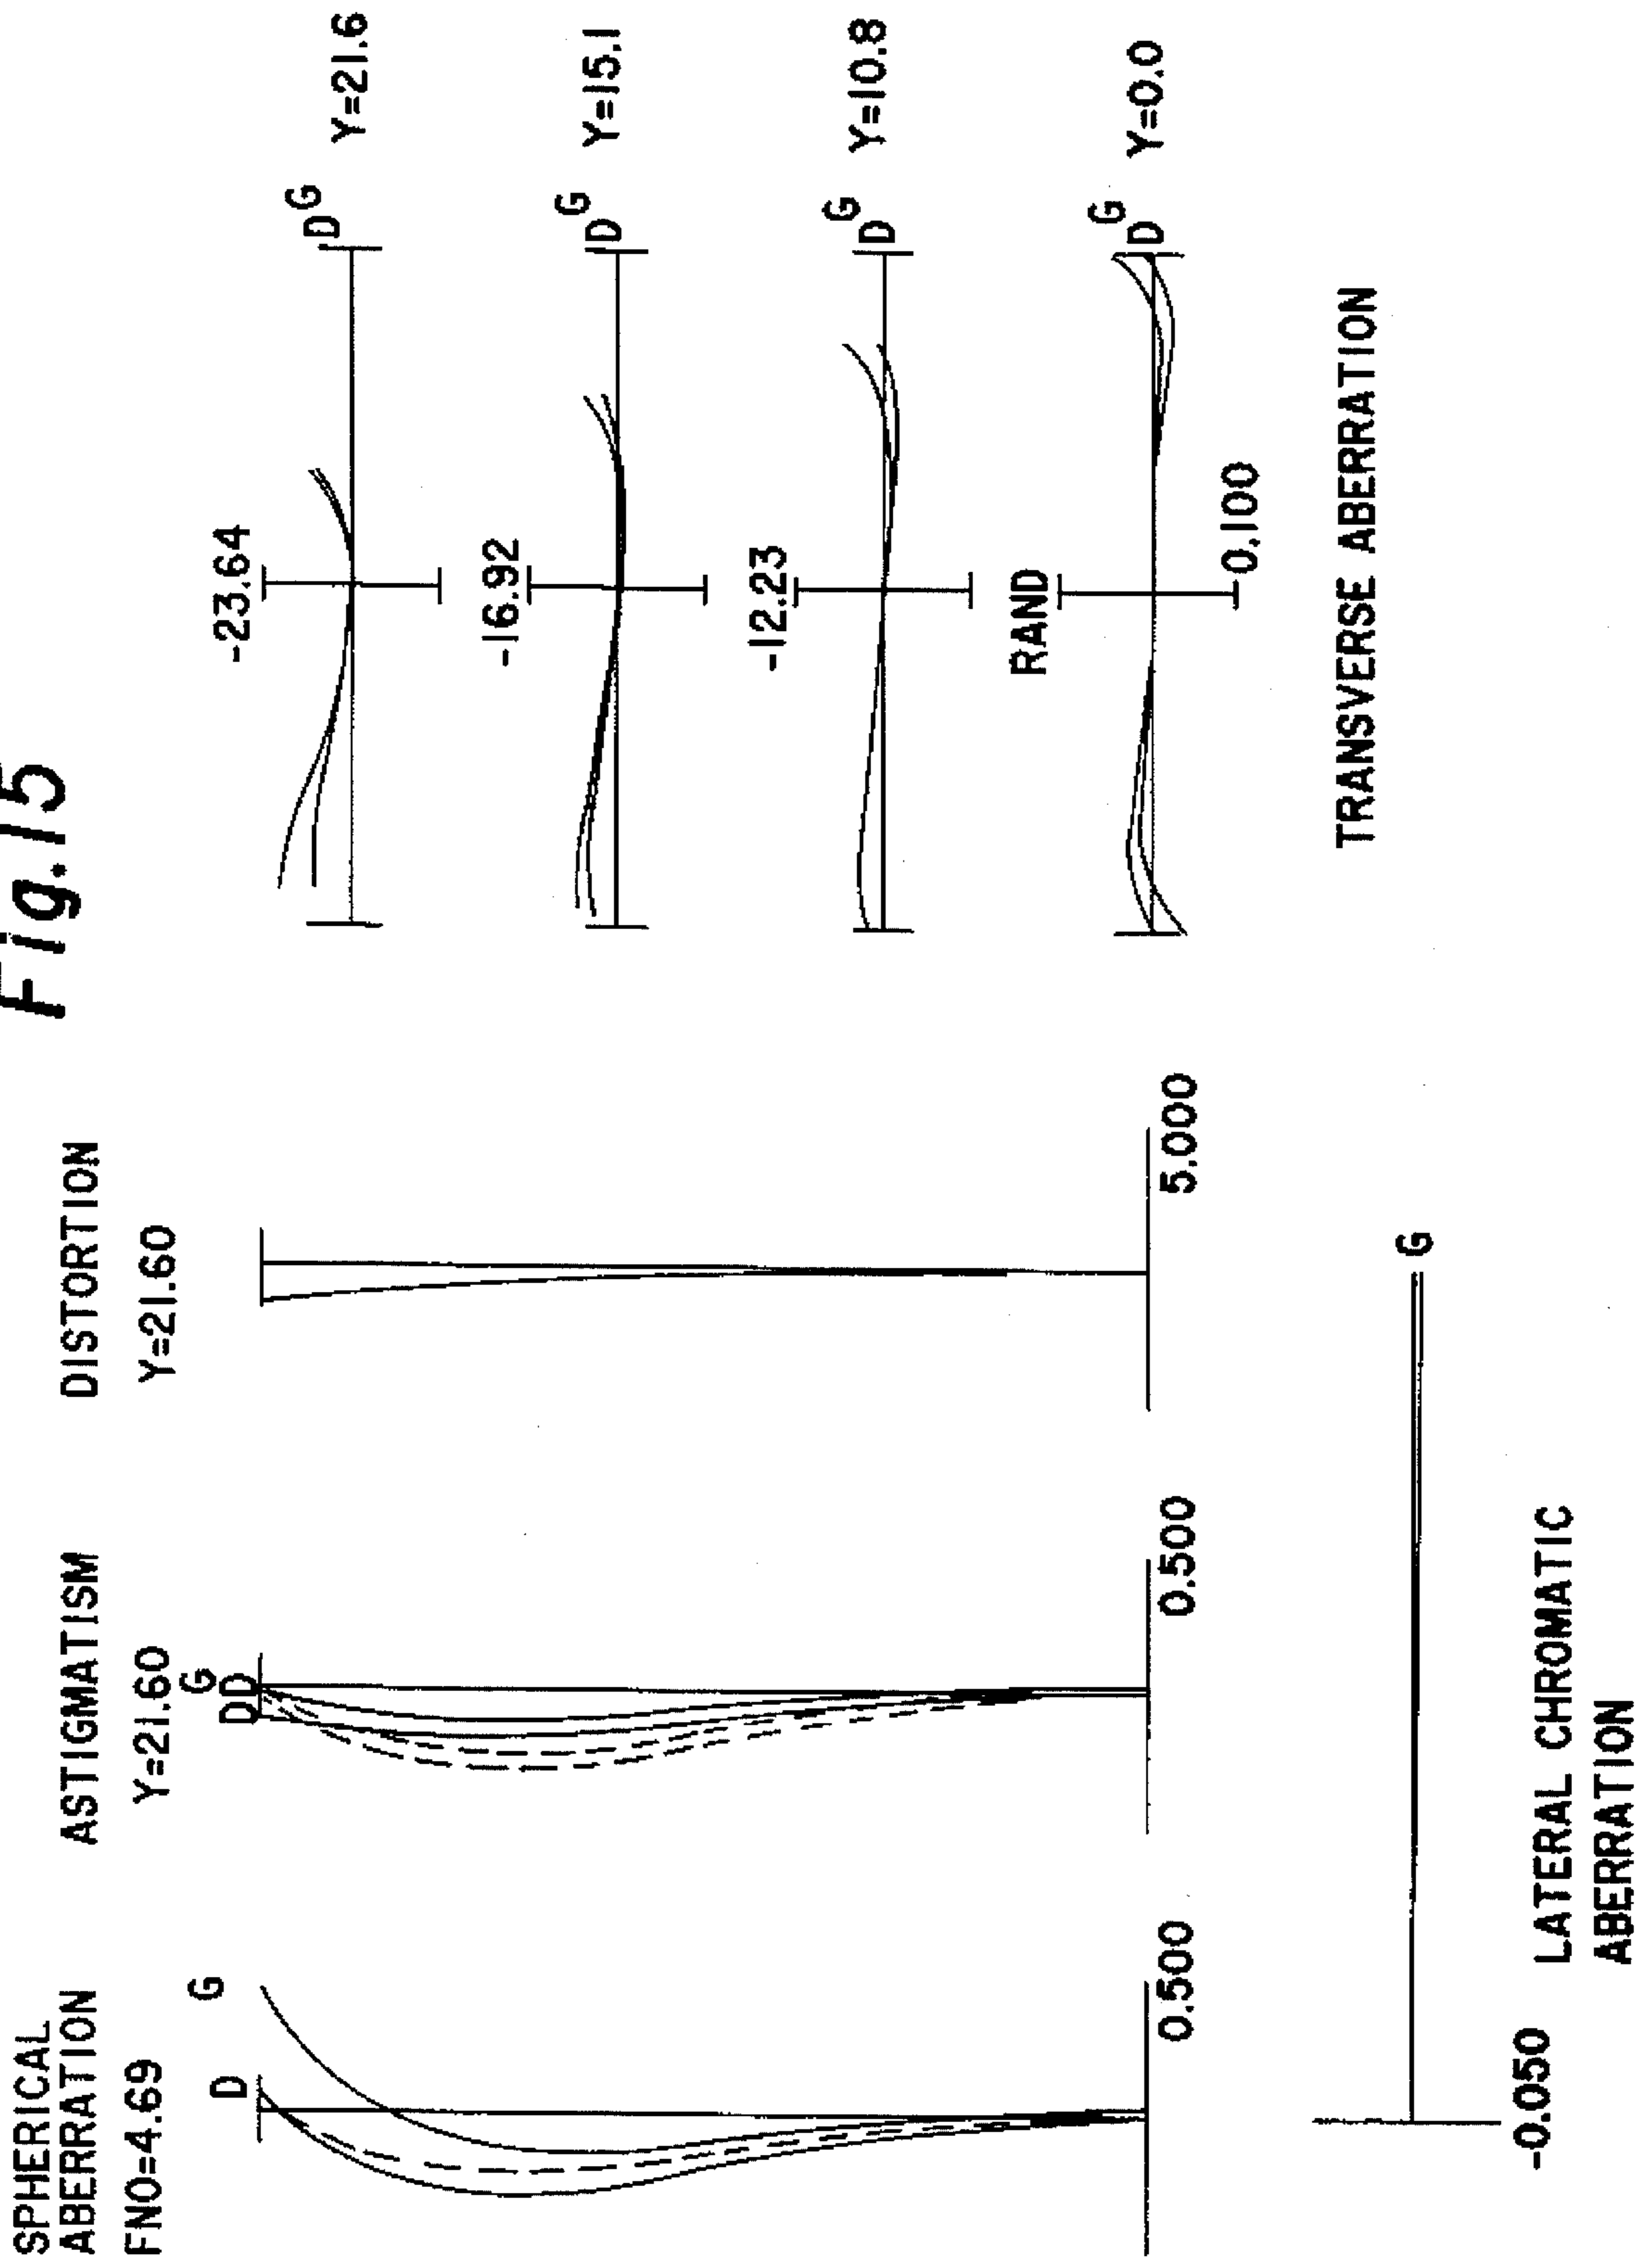 Fig.15
SPHERICAL
ABERRATION
FNO=4.69
D
G
0.500
ASTIGMATISM
Y=21.60
G
DD
0.500
DISTORTION
Y=21.60
5.000
-0.050
G
LATERAL CHROMATIC
ABERRATION
-23.64
D G
Y=21.6
-16.92
D G
Y=15.1
-12.23
D G
Y=10.8
RAND
D G
Y=0.0
-0.100
TRANSVERSE ABERRATION